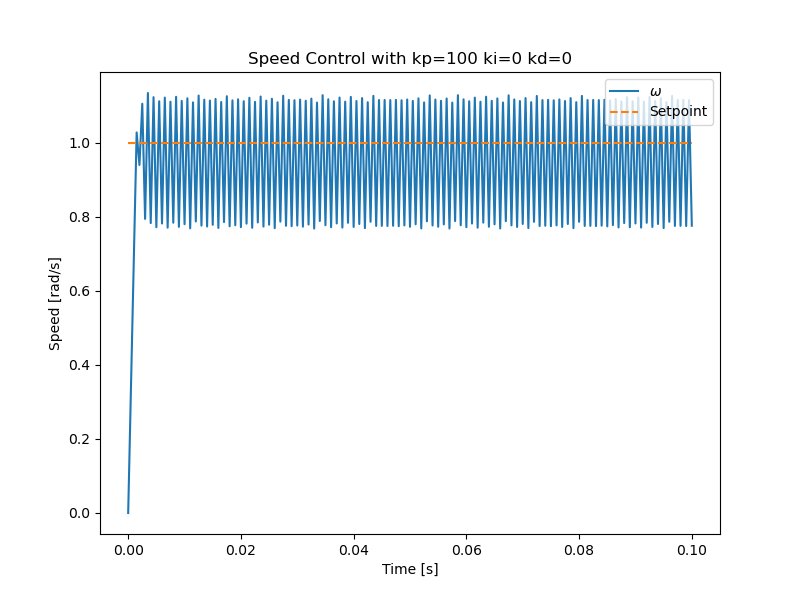 Speed Control with kp=100 ki=0 kd=0
ω
Setpoint
Speed [rad/s]
1.0
0.8
0.6
0.4
0.2
0.0
0.00 0.02 0.04 0.06 0.08 0.10
Time [s]